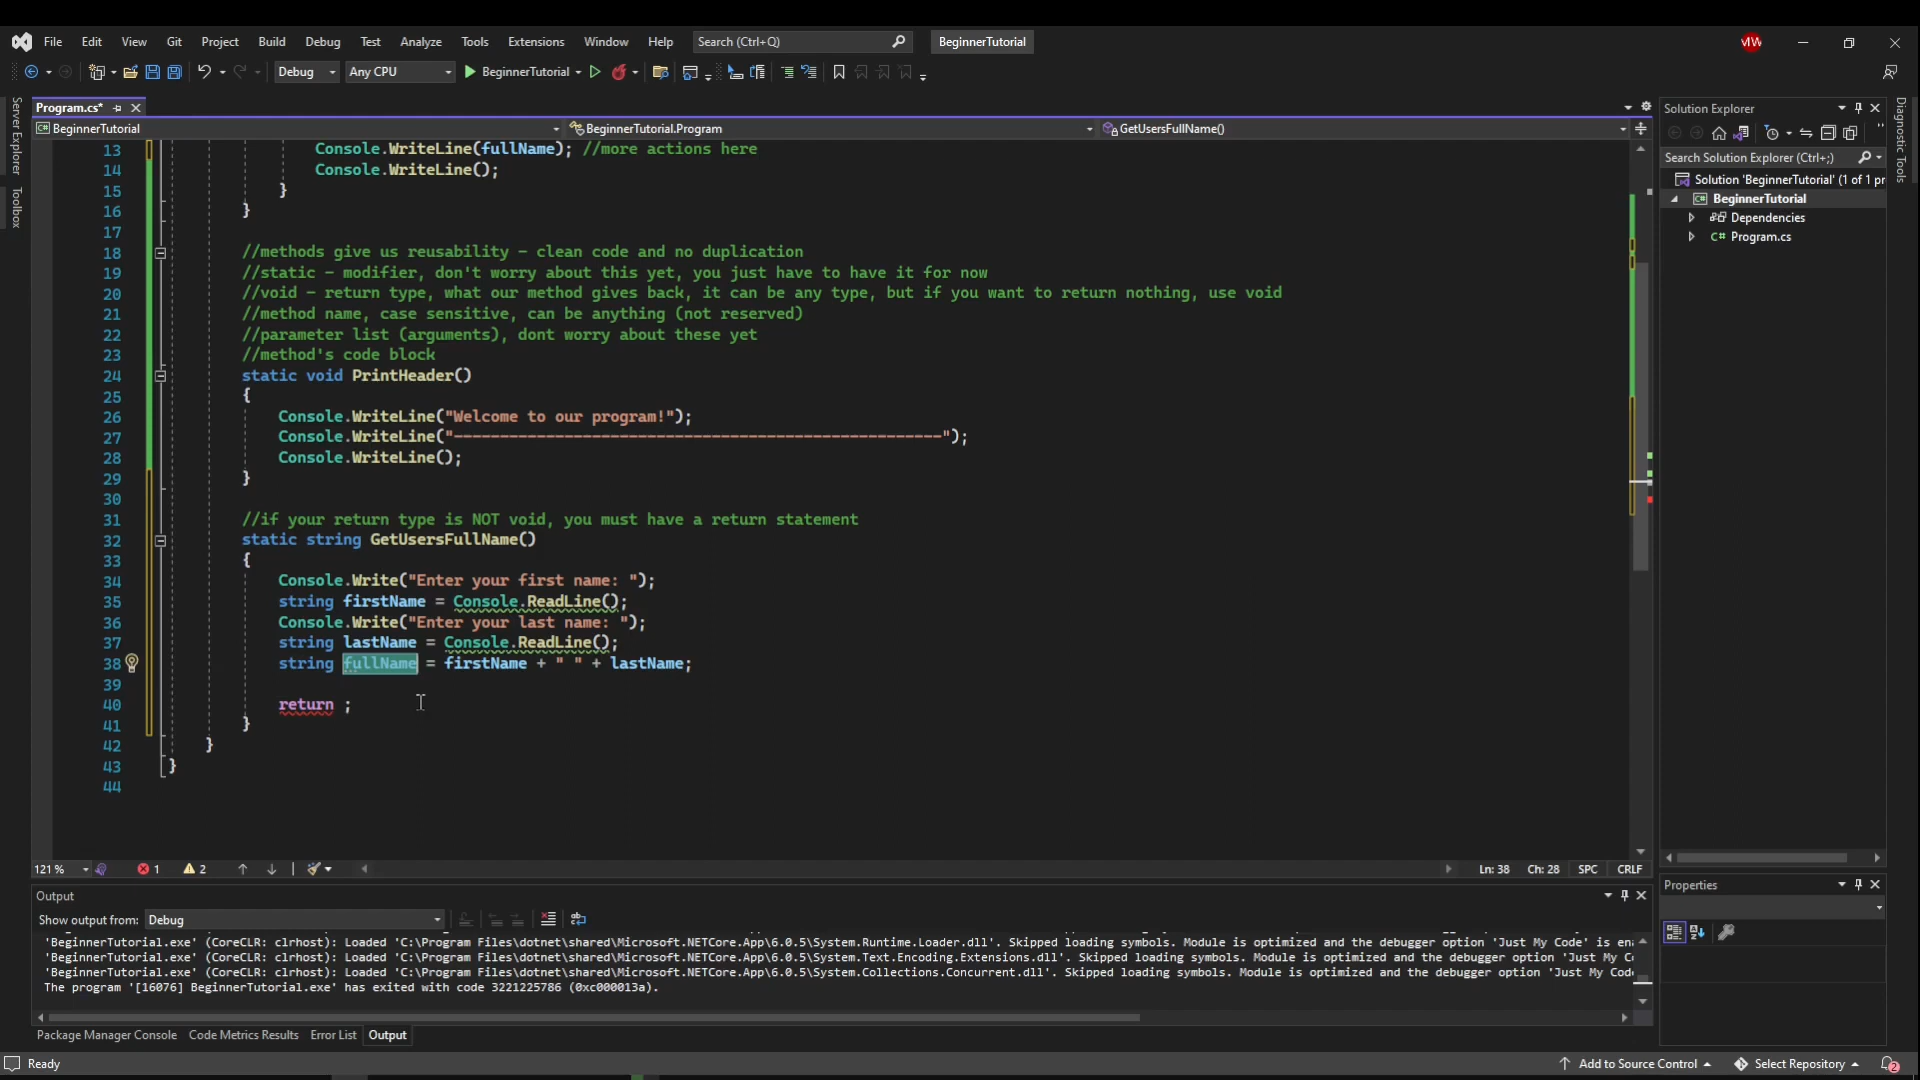 File Edit View Git Project Build Debug Test Analyze Tools Extensions Window Help Search (Ctrl+Q) BeginnerTutorial MW
Debug Any CPU BeginnerTutorial
Server Explorer
Toolbox
Program.cs*
BeginnerTutorial BeginnerTutorial.Program GetUsersFullName()
13 Console.WriteLine(fullName); //more actions here
14 Console.WriteLine();
15 }
16 }
17
18 //methods give us reusability - clean code and no duplication
19 //static - modifier, don't worry about this yet, you just have to have it for now
20 //void - return type, what our method gives back, it can be any type, but if you want to return nothing, use void
21 //method name, case sensitive, can be anything (not reserved)
22 //parameter list (arguments), dont worry about these yet
23 //method's code block
24 static void PrintHeader()
25 {
26 Console.WriteLine("Welcome to our program!");
27 Console.WriteLine("-----------------------------------------------------");
28 Console.WriteLine();
29 }
30
31 //if your return type is NOT void, you must have a return statement
32 static string GetUsersFullName()
33 {
34 Console.Write("Enter your first name: ");
35 string firstName = Console.ReadLine();
36 Console.Write("Enter your last name: ");
37 string lastName = Console.ReadLine();
38 string fullName = firstName + " " + lastName;
39
40 return ;
41 }
42 }
43 }
44
121 % 1 2 Ln: 38 Ch: 28 SPC CRLF
Output
Show output from: Debug
'BeginnerTutorial.exe' (CoreCLR: clrhost): Loaded 'C:\Program Files\dotnet\shared\Microsoft.NETCore.App\6.0.5\System.Runtime.Loader.dll'. Skipped loading symbols. Module is optimized and the debugger option 'Just My Code' is en
'BeginnerTutorial.exe' (CoreCLR: clrhost): Loaded 'C:\Program Files\dotnet\shared\Microsoft.NETCore.App\6.0.5\System.Text.Encoding.Extensions.dll'. Skipped loading symbols. Module is optimized and the debugger option 'Just My Co
'BeginnerTutorial.exe' (CoreCLR: clrhost): Loaded 'C:\Program Files\dotnet\shared\Microsoft.NETCore.App\6.0.5\System.Collections.Concurrent.dll'. Skipped loading symbols. Module is optimized and the debugger option 'Just My Cod
The program '[16076] BeginnerTutorial.exe' has exited with code 3221225786 (0xc000013a).
Package Manager Console Code Metrics Results Error List Output
Solution Explorer
Search Solution Explorer (Ctrl+;)
Solution 'BeginnerTutorial' (1 of 1 pr
BeginnerTutorial
Dependencies
C# Program.cs
Properties
Diagnostic Tools
Ready Add to Source Control Select Repository 2